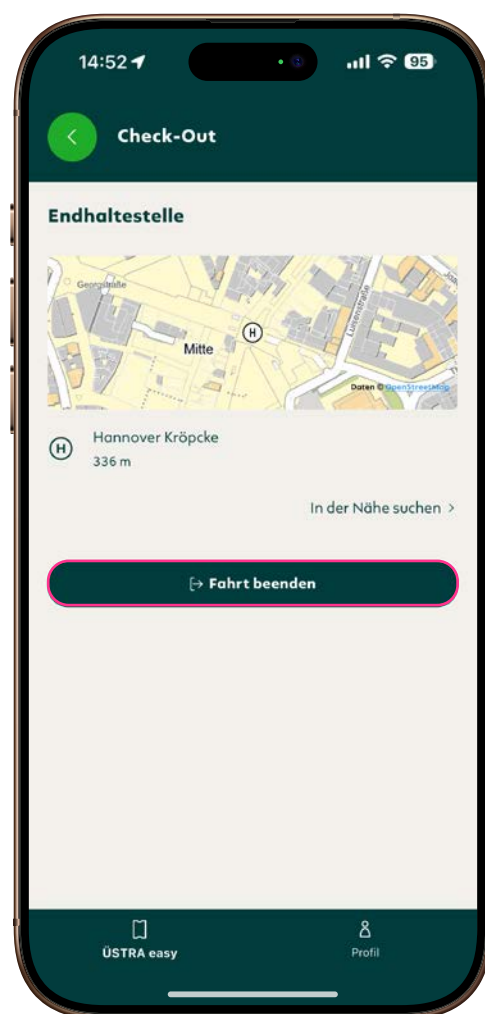 14:52
95
Check-Out
Endhaltestelle
Georgstraße
Luisenstraße
Mitte
H
Daten © OpenStreetMap
H
Hannover Kröpcke
336 m
In der Nähe suchen >
Fahrt beenden
ÜSTRA easy
Profil